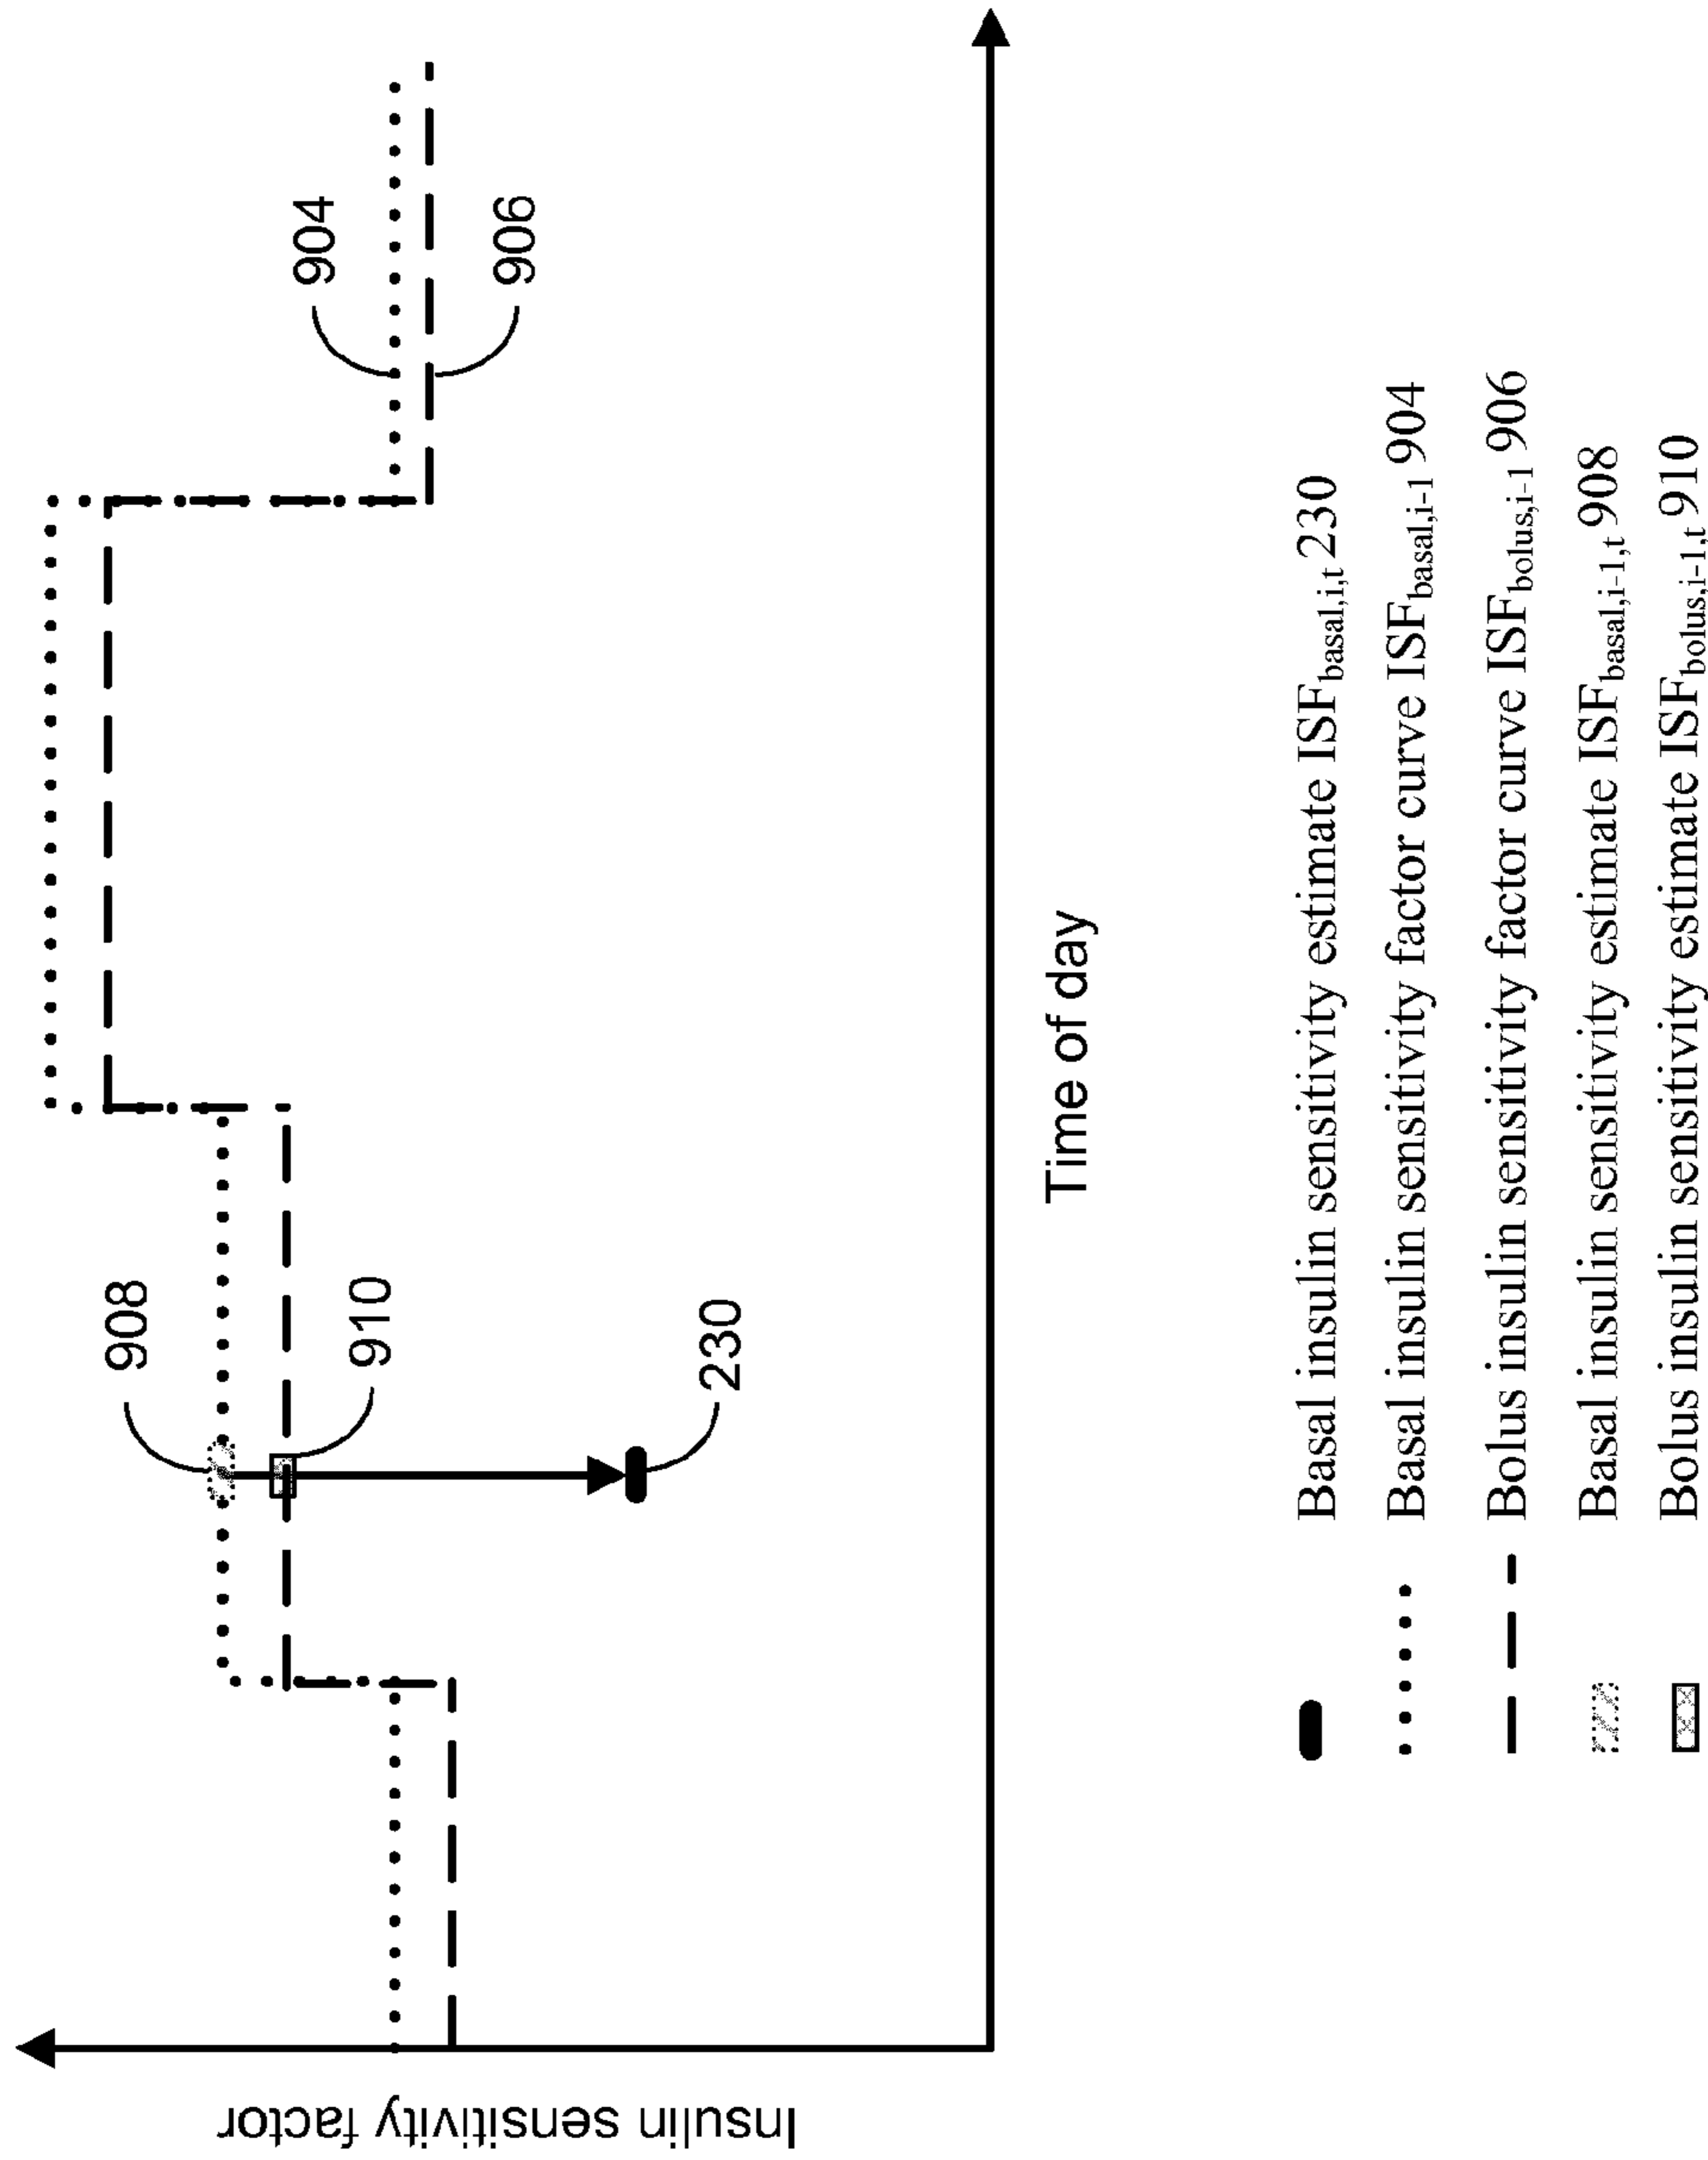 Insulin sensitivity factor
908
910
230
904
906
Time of day
Basal insulin sensitivity estimate ISFbasal,i,t 230
Basal insulin sensitivity factor curve ISFbasal,i-1 904
Bolus insulin sensitivity factor curve ISFbolus,i-1 906
Basal insulin sensitivity estimate ISFbasal,i-1,t 908
Bolus insulin sensitivity estimate ISFbolus,i-1,t 910